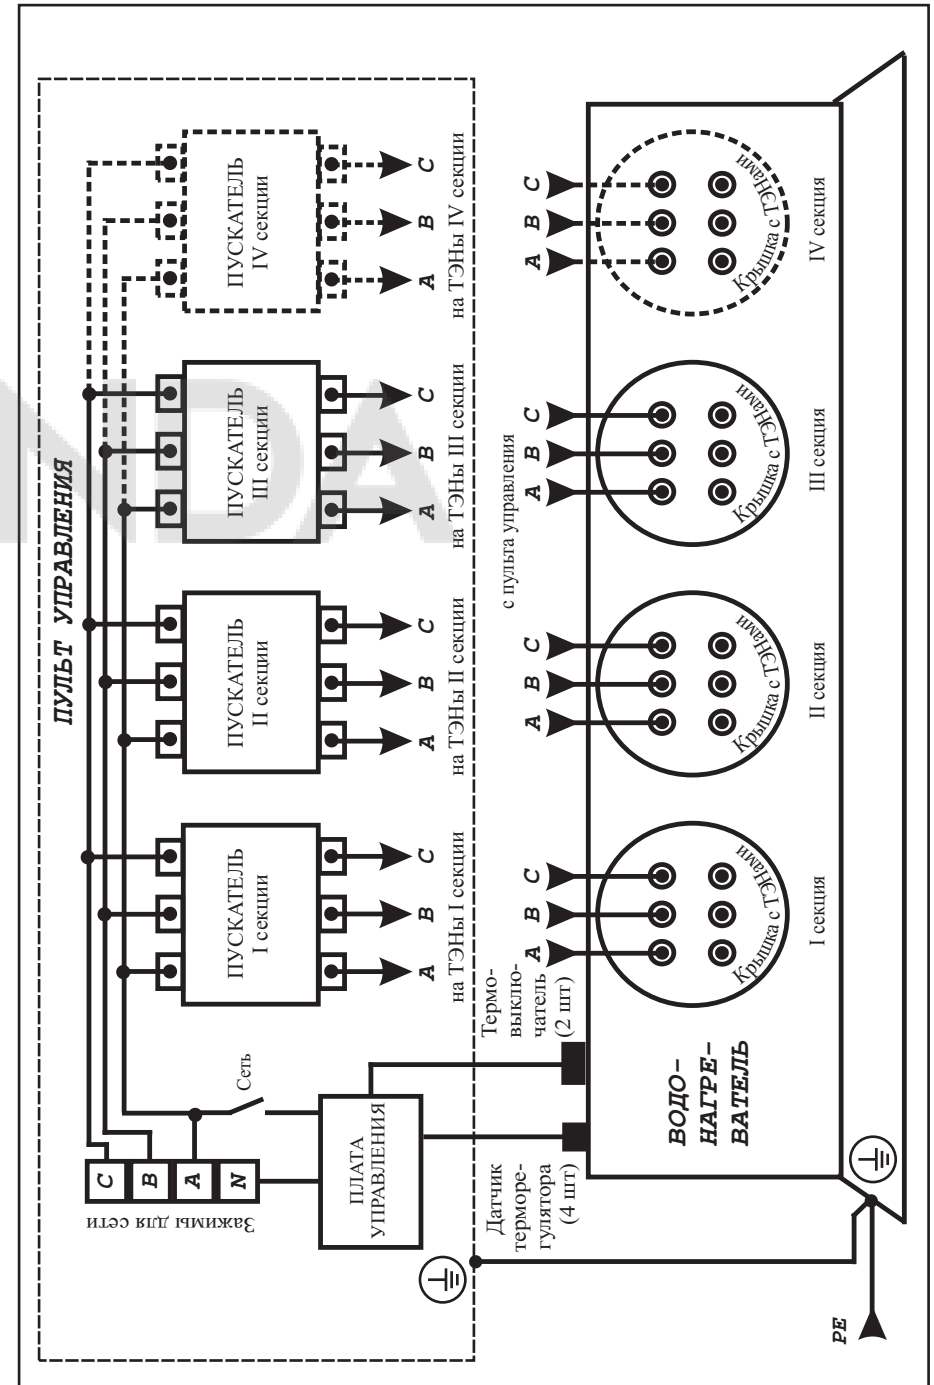 ПУЛЬТ УПРАВЛЕНИЯ
Зажимы для сети
C
B
A
N
Сеть
ПЛАТА
УПРАВЛЕНИЯ
ПУСКАТЕЛЬ
I секции
A
B
C
на ТЭНы I секции
ПУСКАТЕЛЬ
II секции
A
B
C
на ТЭНы II секции
ПУСКАТЕЛЬ
III секции
A
B
C
на ТЭНы III секции
ПУСКАТЕЛЬ
IV секции
A
B
C
на ТЭНы IV секции
Датчик
терморе-
гулятора
(4 шт)
Термо-
выклю-
чатель
(2 шт)
с пульта управления
A
B
C
A
B
C
A
B
C
A
B
C
ВОДО-
НАГРЕ-
ВАТЕЛЬ
Крышка с ТЭНами
I секция
Крышка с ТЭНами
II секция
Крышка с ТЭНами
III секция
Крышка с ТЭНами
IV секция
PE
NDA